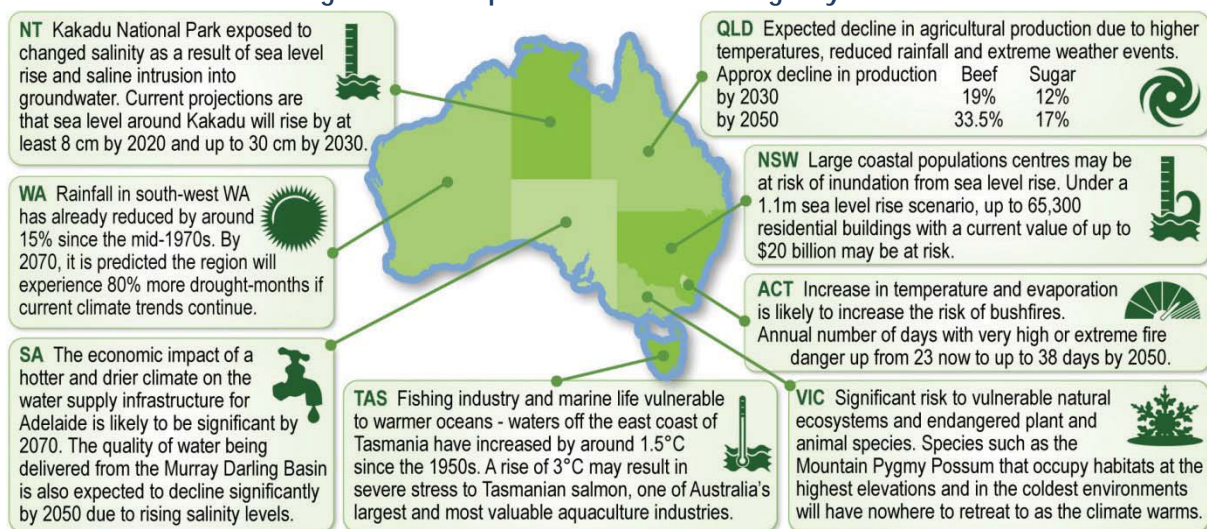 NT Kakadu National Park exposed to
changed salinity as a result of sea level
rise and saline intrusion into
groundwater. Current projections are
that sea level around Kakadu will rise by at
least 8 cm by 2020 and up to 30 cm by 2030.
WA Rainfall in south-west WA
has already reduced by around
15% since the mid-1970s. By
2070, it is predicted the region will
experience 80% more drought-months if
current climate trends continue.
SA The economic impact of a
hotter and drier climate on the
water supply infrastructure for
Adelaide is likely to be significant by
2070. The quality of water being
delivered from the Murray Darling Basin
is also expected to decline significantly
by 2050 due to rising salinity levels.
TAS Fishing industry and marine life vulnerable
to warmer oceans - waters off the east coast of
Tasmania have increased by around 1.5°C
since the 1950s. A rise of 3°C may result in
severe stress to Tasmanian salmon, one of Australia's
largest and most valuable aquaculture industries.
QLD Expected decline in agricultural production due to higher
temperatures, reduced rainfall and extreme weather events.
Approx decline in production Beef Sugar
by 2030 19% 12%
by 2050 33.5% 17%
NSW Large coastal populations centres may be
at risk of inundation from sea level rise. Under a
1.1m sea level rise scenario, up to 65,300
residential buildings with a current value of up to
$20 billion may be at risk.
ACT Increase in temperature and evaporation
is likely to increase the risk of bushfires.
Annual number of days with very high or extreme fire
danger up from 23 now to up to 38 days by 2050.
VIC Significant risk to vulnerable natural
ecosystems and endangered plant and
animal species. Species such as the
Mountain Pygmy Possum that occupy habitats at the
highest elevations and in the coldest environments
will have nowhere to retreat to as the climate warms.